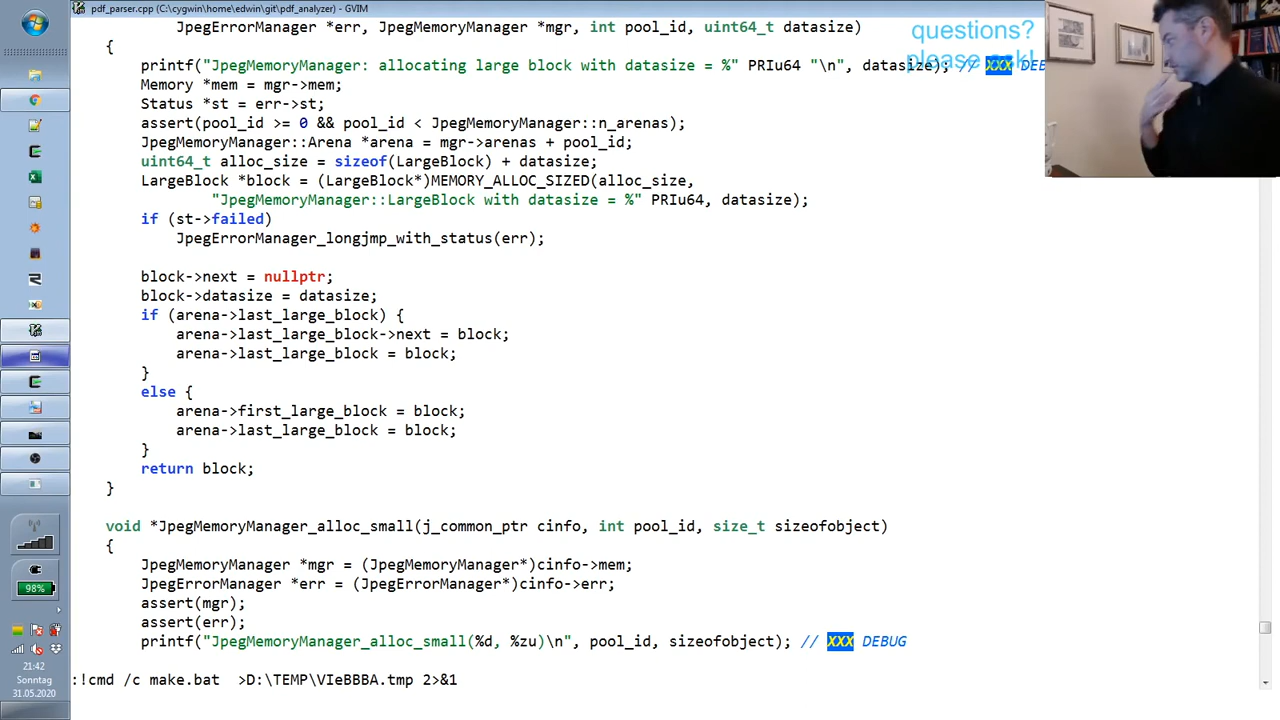 pdf_parser.cpp (C:\cygwin\home\edwin\git\pdf_analyzer) - GVIM
JpegErrorManager *err, JpegMemoryManager *mgr, int pool_id, uint64_t datasize)
{
printf("JpegMemoryManager: allocating large block with datasize = %" PRIu64 "\n", datasize); // XXX DEB
Memory *mem = mgr->mem;
Status *st = err->st;
assert(pool_id >= 0 && pool_id < JpegMemoryManager::n_arenas);
JpegMemoryManager::Arena *arena = mgr->arenas + pool_id;
uint64_t alloc_size = sizeof(LargeBlock) + datasize;
LargeBlock *block = (LargeBlock*)MEMORY_ALLOC_SIZED(alloc_size,
"JpegMemoryManager::LargeBlock with datasize = %" PRIu64, datasize);
if (st->failed)
JpegErrorManager_longjmp_with_status(err);
block->next = nullptr;
block->datasize = datasize;
if (arena->last_large_block) {
arena->last_large_block->next = block;
arena->last_large_block = block;
}
else {
arena->first_large_block = block;
arena->last_large_block = block;
}
return block;
}
void *JpegMemoryManager_alloc_small(j_common_ptr cinfo, int pool_id, size_t sizeofobject)
{
JpegMemoryManager *mgr = (JpegMemoryManager*)cinfo->mem;
JpegErrorManager *err = (JpegErrorManager*)cinfo->err;
assert(mgr);
assert(err);
printf("JpegMemoryManager_alloc_small(%d, %zu)\n", pool_id, sizeofobject); // XXX DEBUG
:!cmd /c make.bat  >D:\TEMP\VIeBBBA.tmp 2>&1
questions?
please ask!
98%
21:42
Sonntag
31.05.2020